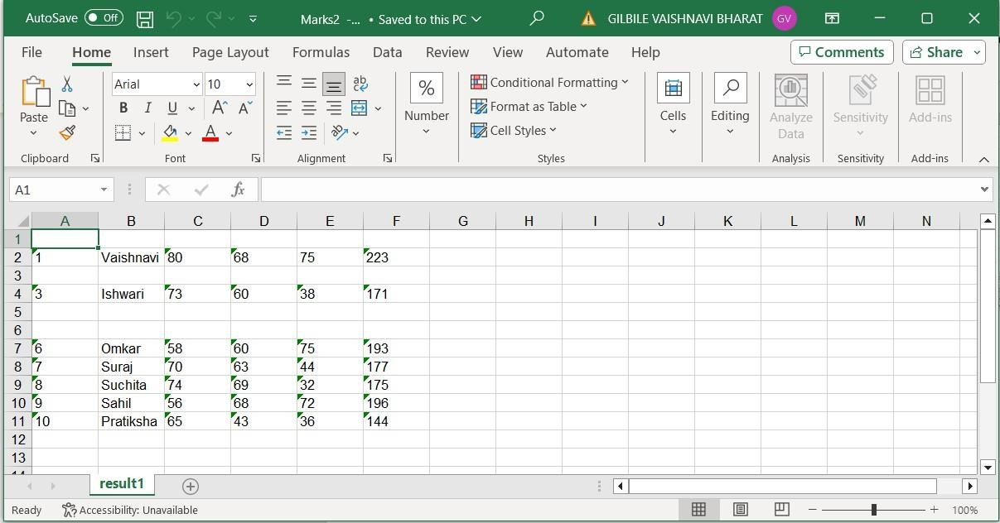 AutoSave Off Marks2 -... • Saved to this PC GILBILE VAISHNAVI BHARAT GV
File Home Insert Page Layout Formulas Data Review View Automate Help Comments Share
Arial 10 ab
Paste B I U A A % Number Conditional Formatting Cells Editing Analyze Data Sensitivity Add-ins
Format as Table
A Cell Styles
Clipboard Font Alignment Styles Analysis Sensitivity Add-ins
A1 fx
A B C D E F G H I J K L M N
1
2 1 Vaishnavi 80 68 75 223
3
4 3 Ishwari 73 60 38 171
5
6
7 6 Omkar 58 60 75 193
8 7 Suraj 70 63 44 177
9 8 Suchita 74 69 32 175
10 9 Sahil 56 68 72 196
11 10 Pratiksha 65 43 36 144
12
13
14
result1
Ready Accessibility: Unavailable 100%